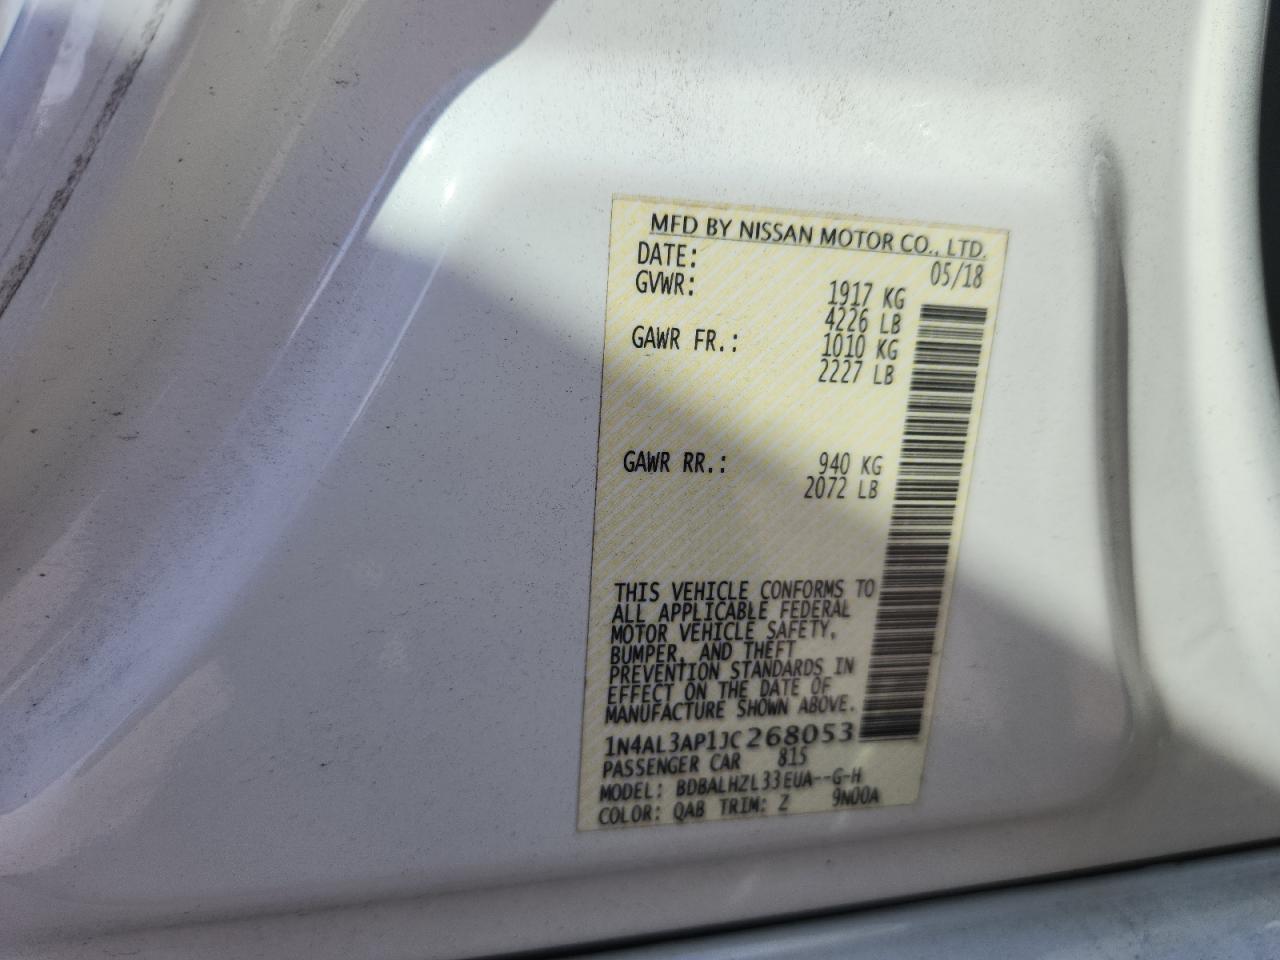 MFD BY NISSAN MOTOR CO., LTD.
DATE: 05/18
GVWR: 1917 KG
4226 LB
GAWR FR.: 1010 KG
2227 LB
GAWR RR.: 940 KG
2072 LB
THIS VEHICLE CONFORMS TO
ALL APPLICABLE FEDERAL
MOTOR VEHICLE SAFETY,
BUMPER, AND THEFT
PREVENTION STANDARDS IN
EFFECT ON THE DATE OF
MANUFACTURE SHOWN ABOVE.
1N4AL3AP1JC268053
PASSENGER CAR 815
MODEL: BDBALHZL33EUA--G-H
COLOR: QAB TRIM: Z 9N00A